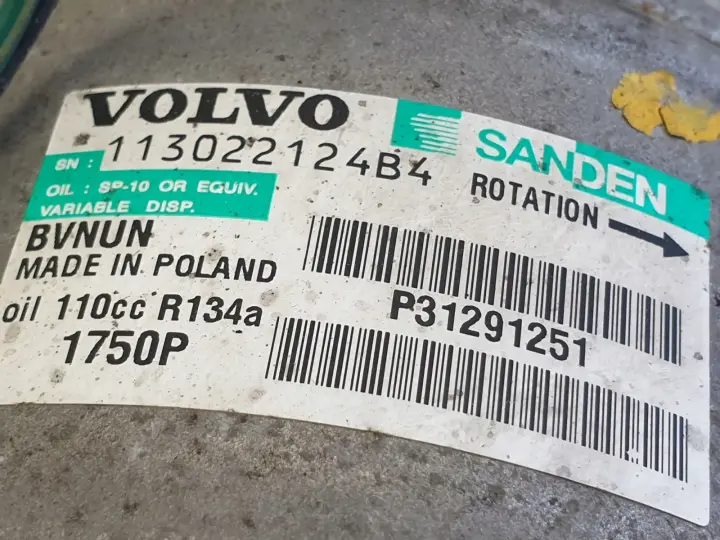 VOLVO
SANDEN
SN : 113022124B4
ROTATION
OIL : SP-10 OR EQUIV.
VARIABLE DISP.
BVNUN
MADE IN POLAND
oil 110cc R134a
P31291251
1750P